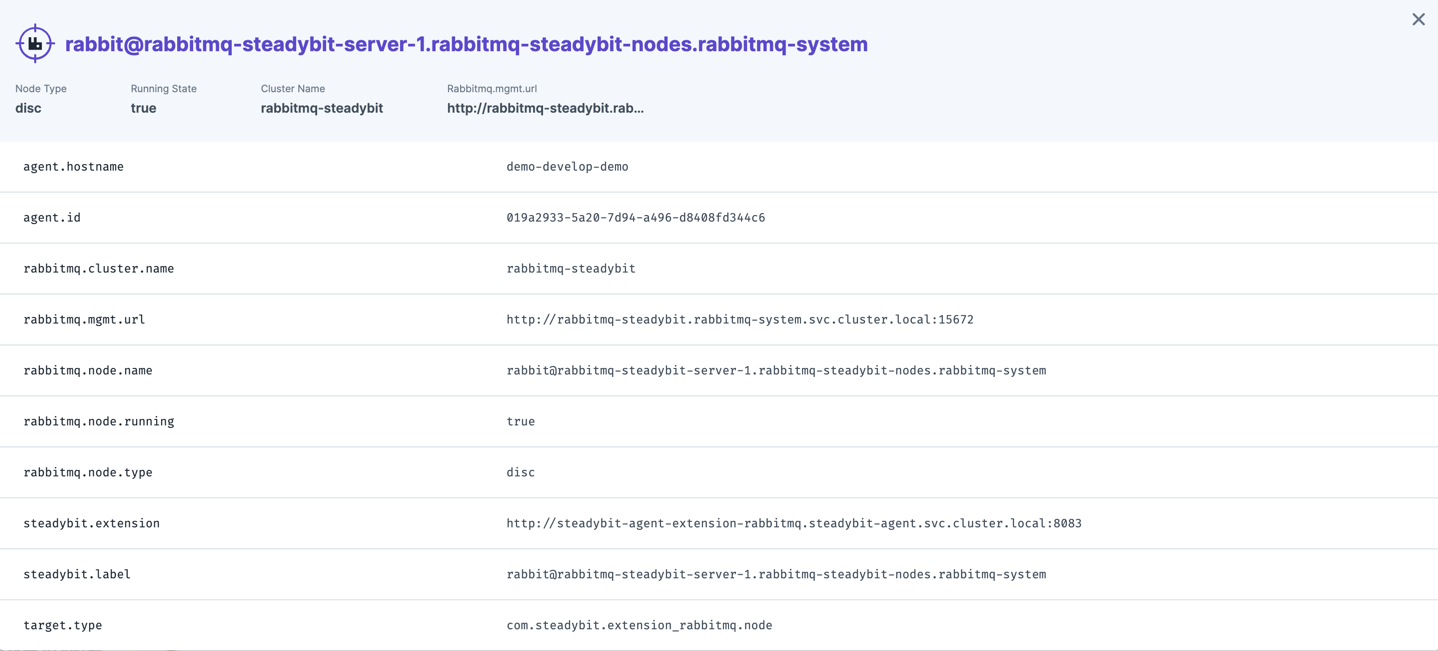 rabbit@rabbitmq-steadybit-server-1.rabbitmq-steadybit-nodes.rabbitmq-system
Node Type Running State Cluster Name Rabbitmq.mgmt.url
disc true rabbitmq-steadybit http://rabbitmq-steadybit.rab...
agent.hostname demo-develop-demo
agent.id 019a2933-5a20-7d94-a496-d8408fd344c6
rabbitmq.cluster.name rabbitmq-steadybit
rabbitmq.mgmt.url http://rabbitmq-steadybit.rabbitmq-system.svc.cluster.local:15672
rabbitmq.node.name rabbit@rabbitmq-steadybit-server-1.rabbitmq-steadybit-nodes.rabbitmq-system
rabbitmq.node.running true
rabbitmq.node.type disc
steadybit.extension http://steadybit-agent-extension-rabbitmq.steadybit-agent.svc.cluster.local:8083
steadybit.label rabbit@rabbitmq-steadybit-server-1.rabbitmq-steadybit-nodes.rabbitmq-system
target.type com.steadybit.extension_rabbitmq.node